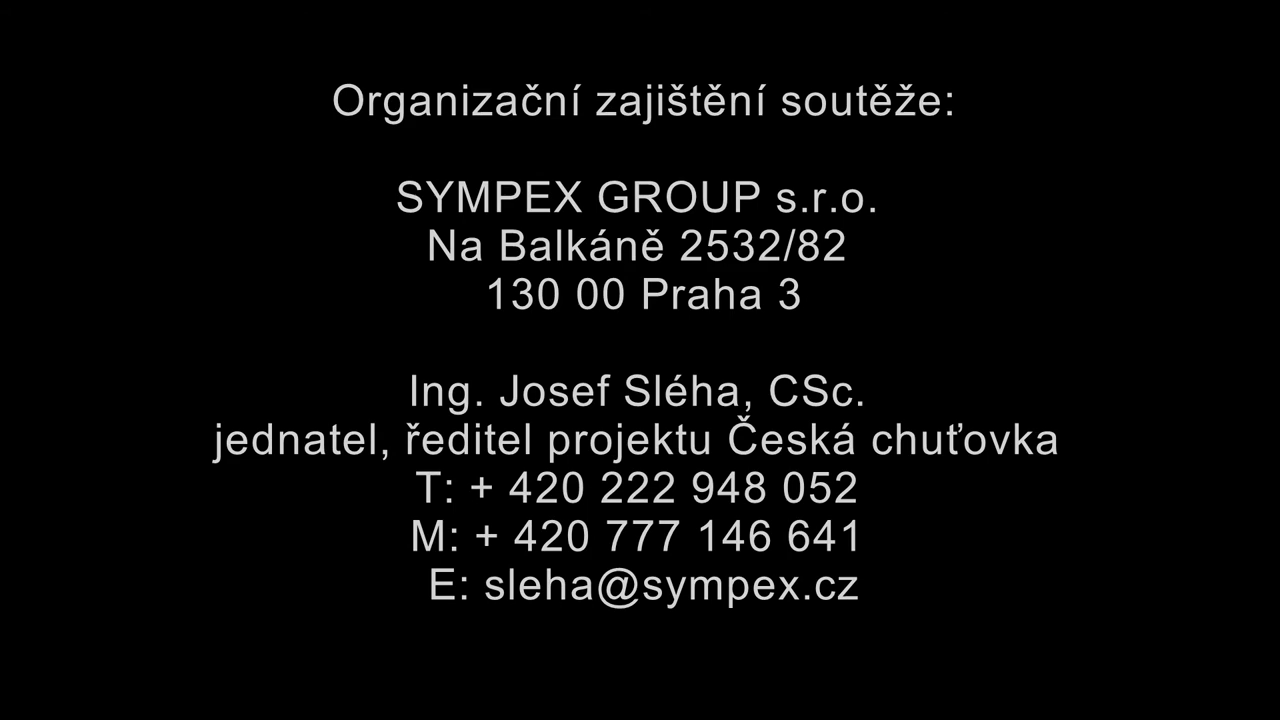 Organizační zajištění soutěže:
SYMPEX GROUP s.r.o.
Na Balkáně 2532/82
130 00 Praha 3
Ing. Josef Sléha, CSc.
jednatel, ředitel projektu Česká chuťovka
T: + 420 222 948 052
M: + 420 777 146 641
E: sleha@sympex.cz